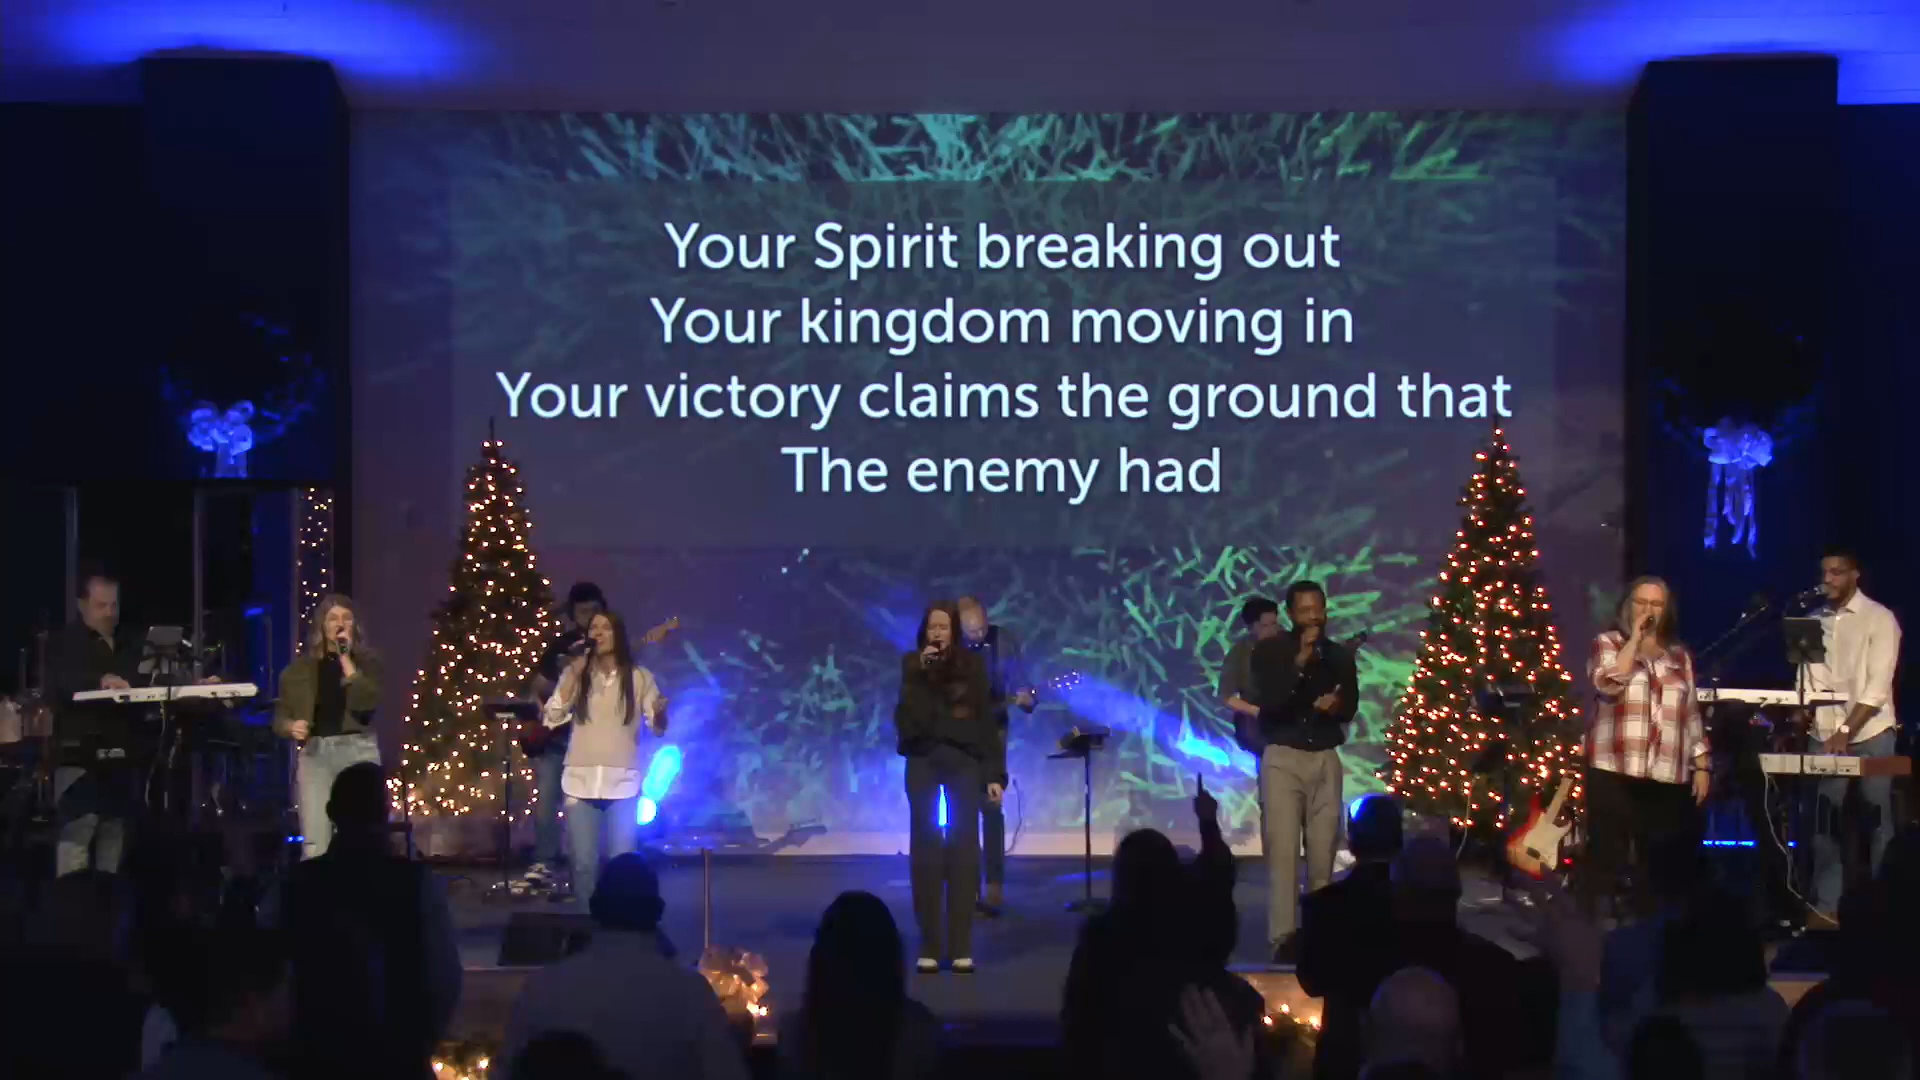 Your Spirit breaking out
Your kingdom moving in
Your victory claims the ground that
The enemy had